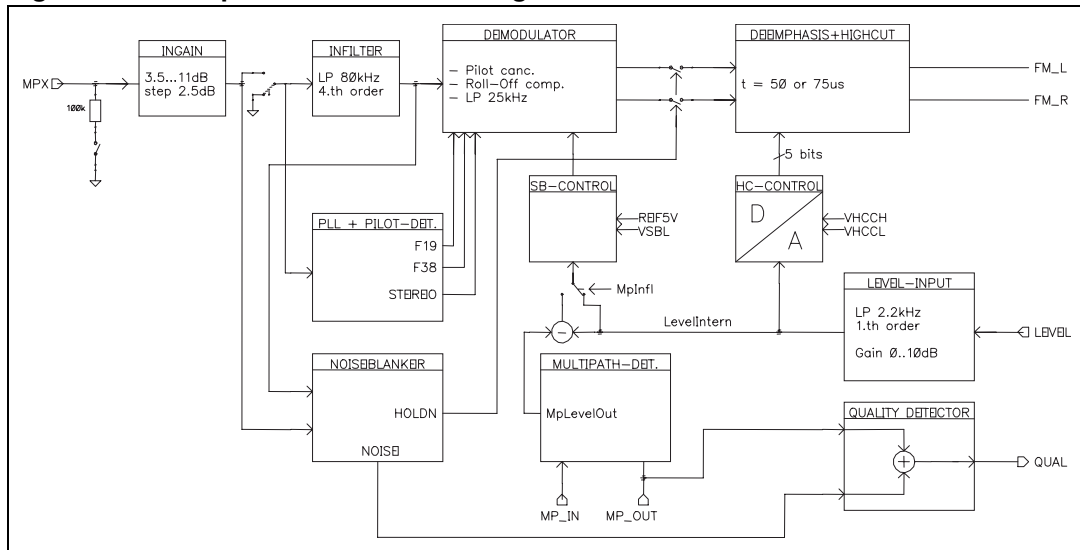 MPX
100k
INGAIN
3.5...11dB
step 2.5dB
INFILTER
LP 80kHz
4.th order
DEMODULATOR
– Pilot canc.
– Roll-Off comp.
– LP 25kHz
DEEMPHASIS+HIGHCUT
t = 50 or 75us
FM_L
FM_R
5 bits
PLL + PILOT-DET.
F19
F38
STEREO
SB-CONTROL
REF5V
VSBL
HC-CONTROL
D
A
VHCCH
VHCCL
MpInfl
LevelIntern
LEVEL-INPUT
LP 2.2kHz
1.th order
Gain 0..10dB
LEVEL
NOISEBLANKER
HOLDN
NOISE
MULTIPATH-DET.
MpLevelOut
MP_IN
MP_OUT
QUALITY DETECTOR
QUAL